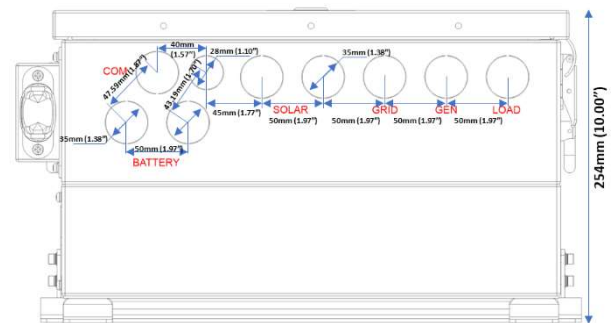 40mm
(1.57")
28mm (1.10")
35mm (1.38")
COM
47.59mm (1.87")
43.19mm (1.70")
45mm (1.77")
SOLAR
50mm (1.97")
50mm (1.97")
GRID
50mm (1.97")
GEN
50mm (1.97")
LOAD
35mm (1.38")
50mm (1.97")
BATTERY
254mm (10.00")